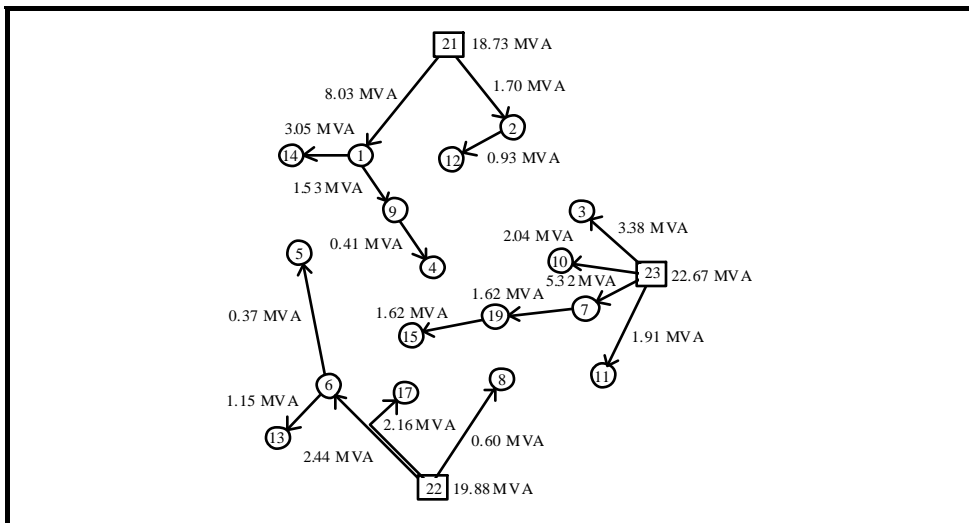 21
18.73 MVA
8.03 MVA
1.70 MVA
2
3.05 MVA
14
1
12
0.93 MVA
1.53 MVA
9
3
0.41 MVA
4
3.38 MVA
2.04 MVA
5
10
23
22.67 MVA
5.32 MVA
1.62 MVA
7
0.37 MVA
1.62 MVA
19
15
1.91 MVA
11
8
6
17
1.15 MVA
2.16 MVA
13
0.60 MVA
2.44 MVA
22
19.88 MVA